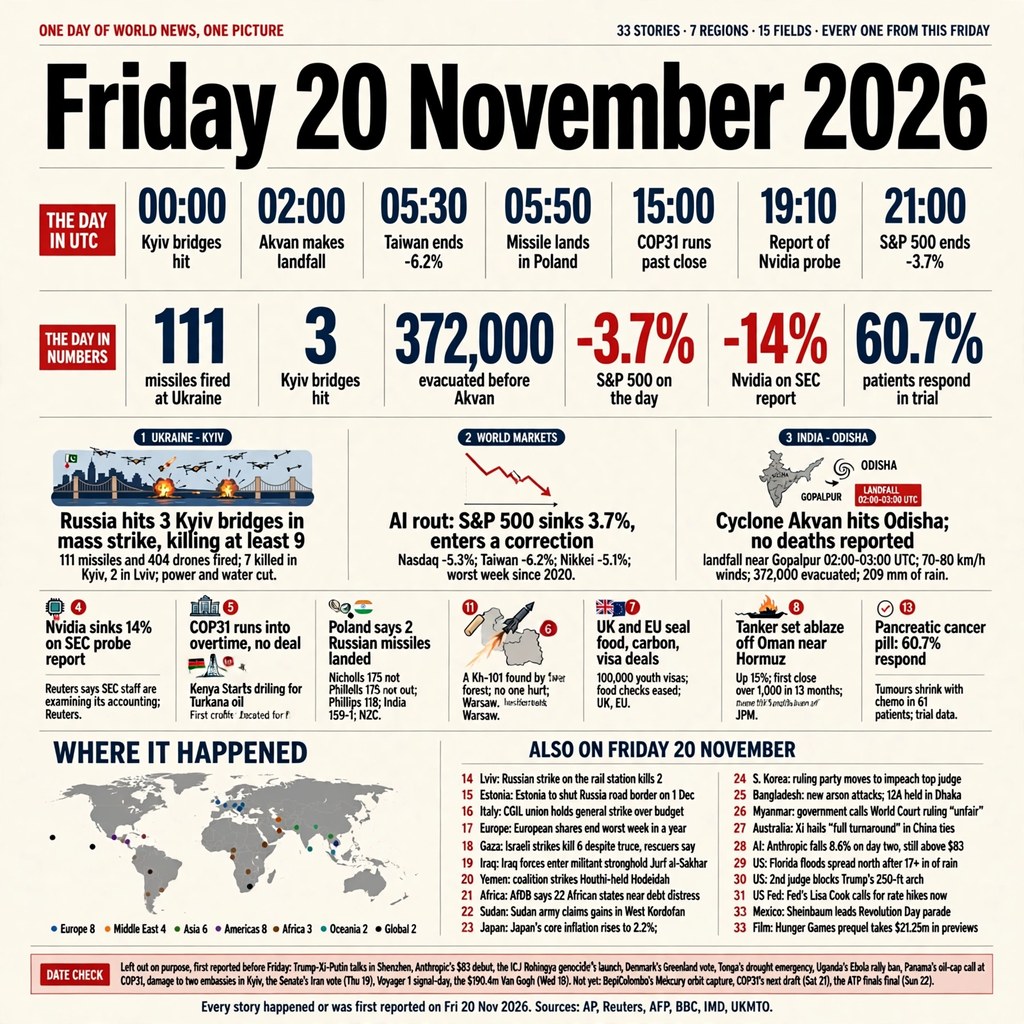 ONE DAY OF WORLD NEWS, ONE PICTURE
33 STORIES · 7 REGIONS · 15 FIELDS · EVERY ONE FROM THIS FRIDAY
Friday 20 November 2026
THE DAY
IN UTC
00:00
Kyiv bridges
hit
02:00
Akvan makes
landfall
05:30
Taiwan ends
-6.2%
05:50
Missile lands
in Poland
15:00
COP31 runs
past close
19:10
Report of
Nvidia probe
21:00
S&P 500 ends
-3.7%
THE DAY IN
NUMBERS
111
missiles fired
at Ukraine
3
Kyiv bridges
hit
372,000
evacuated before
Akvan
-3.7%
S&P 500 on
the day
-14%
Nvidia on SEC
report
60.7%
patients respond
in trial
1 UKRAINE - KYIV
Russia hits 3 Kyiv bridges in
mass strike, killing at least 9
111 missiles and 404 drones fired; 7 killed in
Kyiv, 2 in Lviv; power and water cut.
2 WORLD MARKETS
AI rout: S&P 500 sinks 3.7%,
enters a correction
Nasdaq -5.3%; Taiwan -6.2%; Nikkei -5.1%;
worst week since 2020.
3 INDIA - ODISHA
ODISHA
GOPALPUR
LANDFALL
02:00-03:00 UTC
Cyclone Akvan hits Odisha;
no deaths reported
landfall near Gopalpur 02:00-03:00 UTC; 70-80 km/h
winds; 372,000 evacuated; 209 mm of rain.
4
Nvidia sinks 14%
on SEC probe
report
Reuters says SEC staff are
examining its accounting;
Reuters.
5
COP31 runs into
overtime, no deal
Kenya Starts driling for
Turkana oil
First
Poland says 2
Russian missiles
landed
Nicholls 175 not
Phillells 175 not out;
Phillips 118; India
159-1; NZC.
11
6
A Kh-101 found by
forest; no one hurt;
Warsaw.
Warsaw.
7
UK and EU seal
food, carbon,
visa deals
100,000 youth visas;
food checks eased;
UK, EU.
8
Tanker set ablaze
off Oman near
Hormuz
Up 15%; first close
over 1,000 in 13 months;
JPM.
13
Pancreatic cancer
pill: 60.7%
respond
Tumours shrink with
chemo in 61
patients; trial data.
WHERE IT HAPPENED
Europe 8
Middle East 4
Asia 6
Americas 8
Africa 3
Oceania 2
Global 2
ALSO ON FRIDAY 20 NOVEMBER
14 Lviv: Russian strike on the rail station kills 2
15 Estonia: Estonia to shut Russia road border on 1 Dec
16 Italy: CGIL union holds general strike over budget
17 Europe: European shares end worst week in a year
18 Gaza: Israeli strikes kill 6 despite truce, rescuers say
19 Iraq: Iraq forces enter militant stronghold Jurf al-Sakhar
20 Yemen: coalition strikes Houthi-held Hodeidah
21 Africa: AfDB says 22 African states near debt distress
22 Sudan: Sudan army claims gains in West Kordofan
23 Japan: Japan's core inflation rises to 2.2%;
24 S. Korea: ruling party moves to impeach top judge
25 Bangladesh: new arson attacks; 12A held in Dhaka
26 Myanmar: government calls World Court ruling "unfair"
27 Australia: Xi hails "full turnaround" in China ties
28 AI: Anthropic falls 8.6% on day two, still above $83
29 US: Florida floods spread north after 17+ in of rain
30 US: 2nd judge blocks Trump's 250-ft arch
31 US Fed: Fed's Lisa Cook calls for rate hikes now
33 Mexico: Sheinbaum leads Revolution Day parade
33 Film: Hunger Games prequel takes $21.25m in previews
DATE CHECK
Left out on purpose, first reported before Friday: Trump-Xi-Putin talks in Shenzhen, Anthropic's $83 debut, the ICJ Rohingya genocide's launch, Denmark's Greenland vote, Tonga's drought emergency, Uganda's Ebola rally ban, Panama's oil-cap call at
COP31, damage to two embassies in Kyiv, the Senate's Iran vote (Thu 19), Voyager 1 signal-day, the $190.4m Van Gogh (Wed 18). Not yet: BepiColombo's Mekcury orbit capture, COP31's next draft (Sat 21), the ATP finals final (Sun 22).
Every story happened or was first reported on Fri 20 Nov 2026. Sources: AP, Reuters, AFP, BBC, IMD, UKMTO.